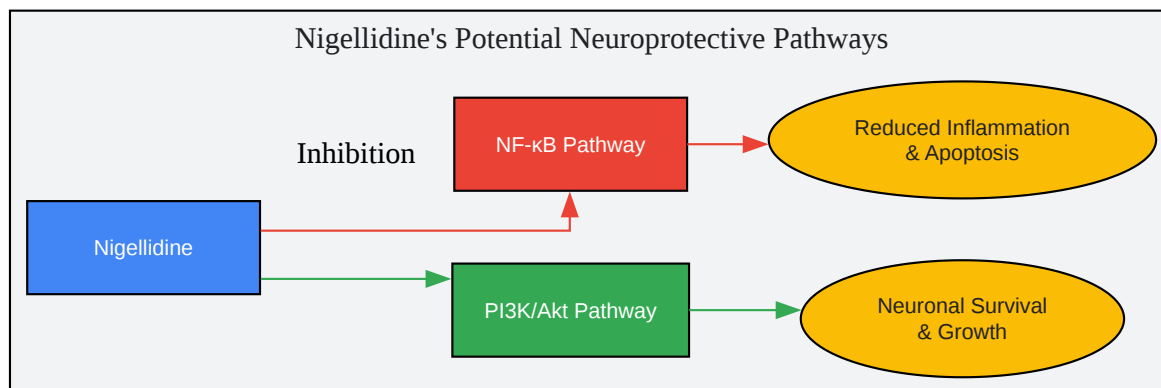 Nigellidine's Potential Neuroprotective Pathways
Inhibition
NF-κB Pathway
Reduced Inflammation
& Apoptosis
Nigellidine
PI3K/Akt Pathway
Neuronal Survival
& Growth